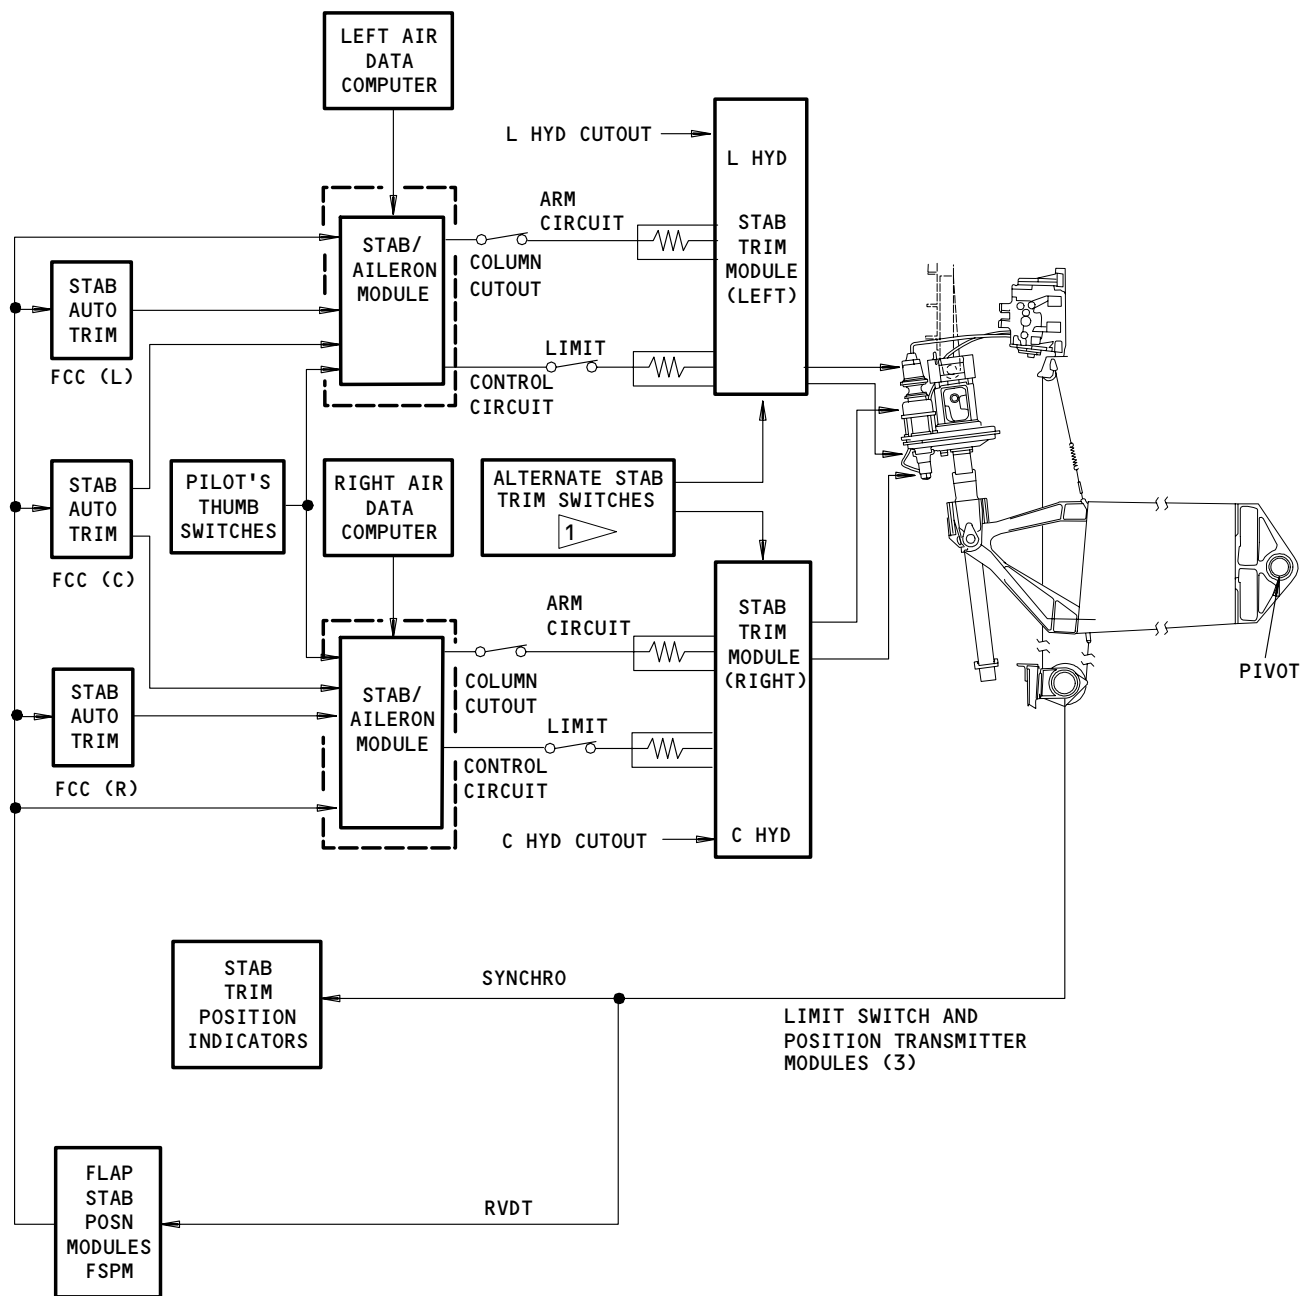 LEFT AIR
DATA
COMPUTER
L HYD CUTOUT
L HYD
STAB
TRIM
MODULE
(LEFT)
ARM
CIRCUIT
COLUMN
CUTOUT
STAB/
AILERON
MODULE
LIMIT
CONTROL
CIRCUIT
STAB
AUTO
TRIM
FCC (L)
STAB
AUTO
TRIM
FCC (C)
PILOT'S
THUMB
SWITCHES
RIGHT AIR
DATA
COMPUTER
ALTERNATE STAB
TRIM SWITCHES
1
ARM
CIRCUIT
STAB
TRIM
MODULE
(RIGHT)
PIVOT
STAB
AUTO
TRIM
FCC (R)
STAB/
AILERON
MODULE
COLUMN
CUTOUT
LIMIT
CONTROL
CIRCUIT
C HYD CUTOUT
C HYD
STAB
TRIM
POSITION
INDICATORS
SYNCHRO
LIMIT SWITCH AND
POSITION TRANSMITTER
MODULES (3)
FLAP
STAB
POSN
MODULES
FSPM
RVDT